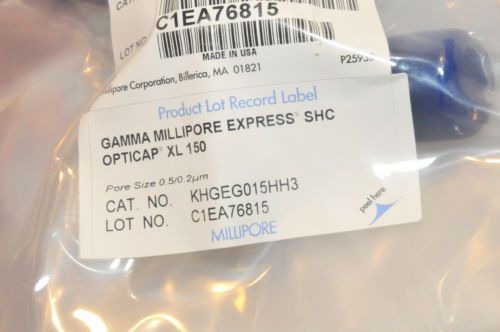 C1EA76815
LOT NO.
MADE IN USA
Millipore Corporation, Billerica, MA 01821
Product Lot Record Label
GAMMA MILLIPORE EXPRESS® SHC
OPTICAP® XL 150
Pore Size 0.5/0.2µm
CAT. NO. KHGEG015HH3
LOT NO. C1EA76815
MILLIPORE
peel here